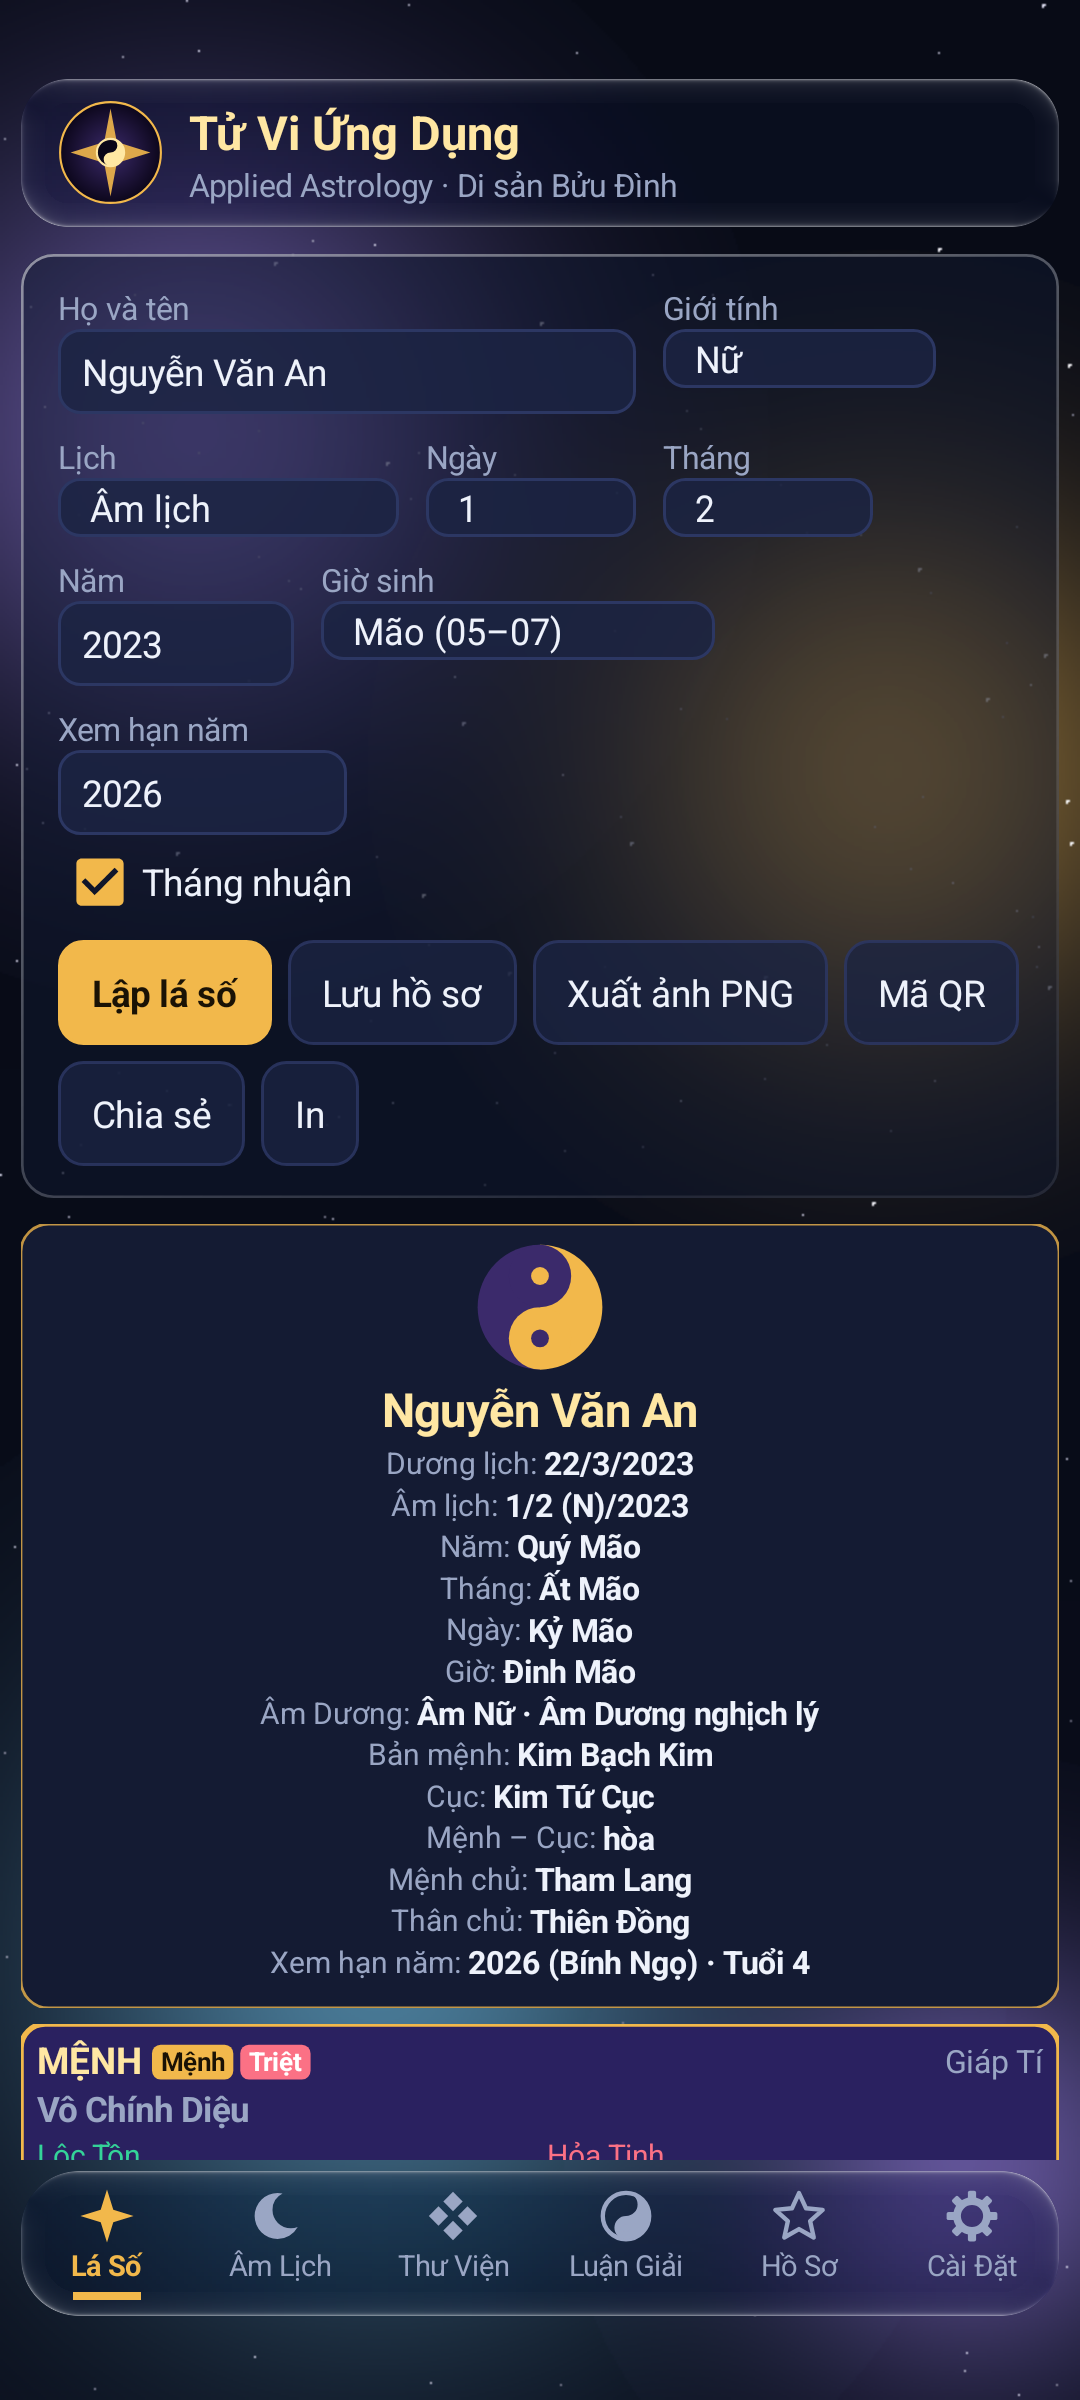 Tử Vi Ứng Dụng
Applied Astrology · Di sản Bửu Đình
Họ và tên
Giới tính
Nguyễn Văn An
Nữ
Lịch
Ngày
Tháng
Âm lịch
1
2
Năm
Giờ sinh
2023
Mão (05–07)
Xem hạn năm
2026
Tháng nhuận
Lập lá số
Lưu hồ sơ
Xuất ảnh PNG
Mã QR
Chia sẻ
In
Nguyễn Văn An
Dương lịch: 22/3/2023
Âm lịch: 1/2 (N)/2023
Năm: Quý Mão
Tháng: Ất Mão
Ngày: Kỷ Mão
Giờ: Đinh Mão
Âm Dương: Âm Nữ · Âm Dương nghịch lý
Bản mệnh: Kim Bạch Kim
Cục: Kim Tứ Cục
Mệnh – Cục: hòa
Mệnh chủ: Tham Lang
Thân chủ: Thiên Đồng
Xem hạn năm: 2026 (Bính Ngọ) · Tuổi 4
MỆNH Mệnh Triệt Giáp Tí
Vô Chính Diệu
Lộc Tồn Hỏa Tinh
Lá Số
Âm Lịch
Thư Viện
Luận Giải
Hồ Sơ
Cài Đặt